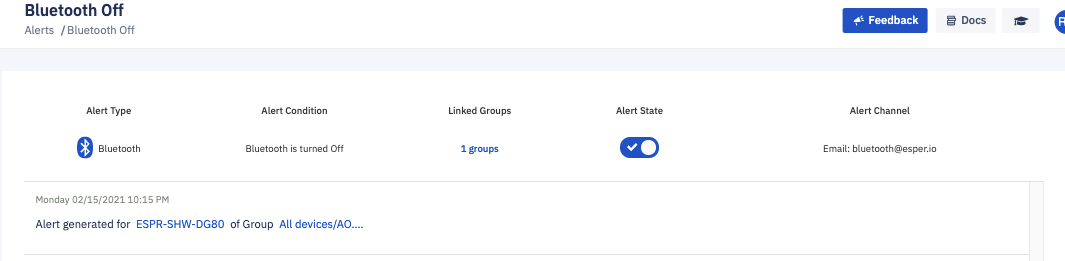 Bluetooth Off
Alerts / Bluetooth Off
Feedback
Docs
Alert Type Alert Condition Linked Groups Alert State Alert Channel
Bluetooth Bluetooth is turned Off 1 groups Email: bluetooth@esper.io
Monday 02/15/2021 10:15 PM
Alert generated for ESPR-SHW-DG80 of Group All devices/AO....